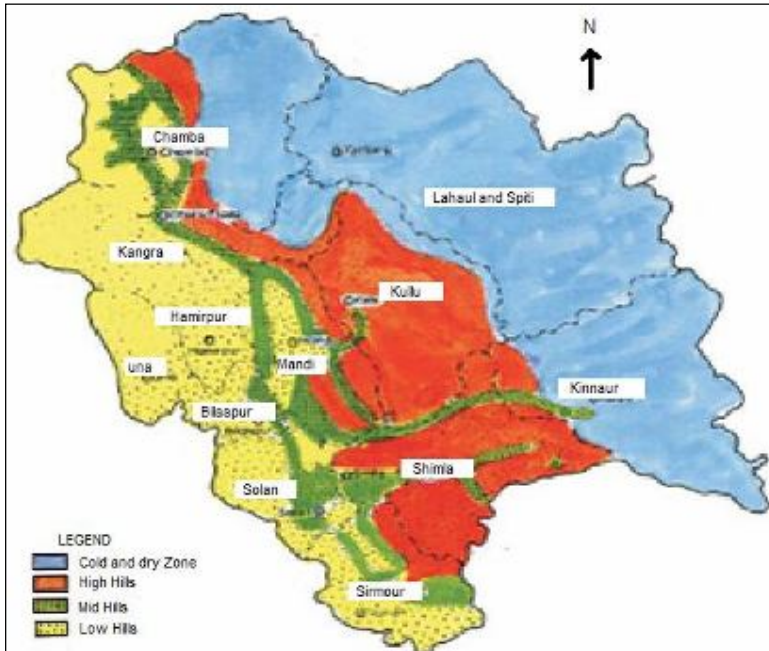 N
Chamba
Lahaul and Spiti
Kangra
Kullu
Hamirpur
una
Mandi
Kinnaur
Bilaspur
Shimla
Solan
Sirmour
LEGEND
Cold and dry Zone
High Hills
Mid Hills
Low Hills